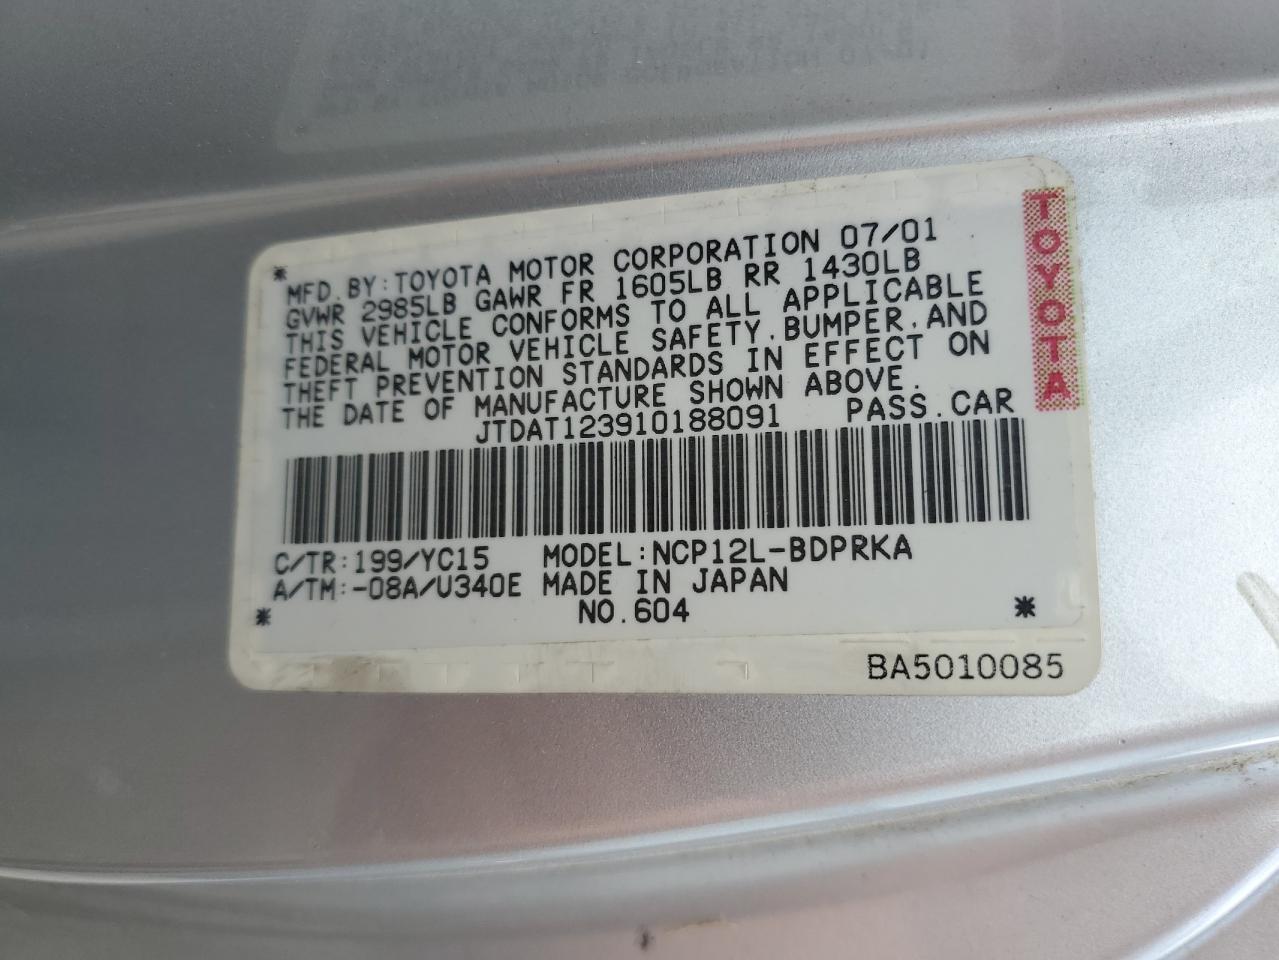 * MFD. BY: TOYOTA MOTOR CORPORATION 07/01
GVWR 2985LB GAWR FR 1605LB RR 1430LB
THIS VEHICLE CONFORMS TO ALL APPLICABLE
FEDERAL MOTOR VEHICLE SAFETY, BUMPER, AND
THEFT PREVENTION STANDARDS IN EFFECT ON
THE DATE OF MANUFACTURE SHOWN ABOVE.
JTDAT123910188091 PASS. CAR
C/TR: 199/YC15 MODEL: NCP12L-BDPRKA
A/TM: -08A/U340E MADE IN JAPAN
* NO. 604 *
BA5010085
TOYOTA